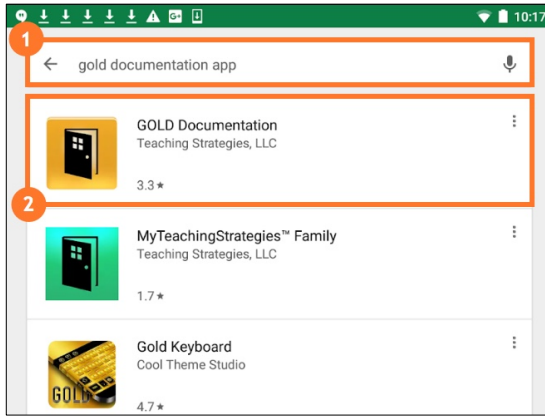 G+
10:17
1
gold documentation app
GOLD Documentation
Teaching Strategies, LLC
3.3★
2
MyTeachingStrategies™ Family
Teaching Strategies, LLC
1.7★
Gold Keyboard
Cool Theme Studio
GOLD
4.7★